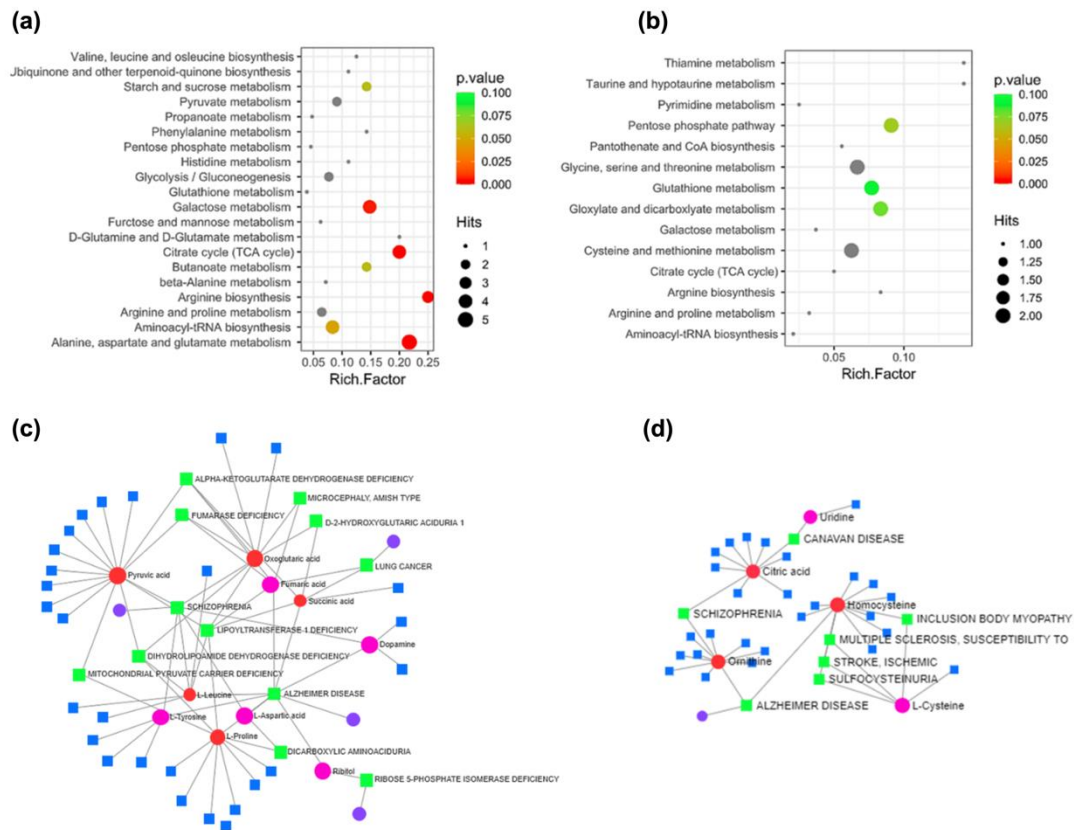 (a)
Valine, leucine and osleucine biosynthesis
Jbiquinone and other terpenoid-quinone biosynthesis
Starch and sucrose metabolism
Pyruvate metabolism
Propanoate metabolism
Phenylalanine metabolism
Pentose phosphate metabolism
Histidine metabolism
Glycolysis / Gluconeogenesis
Glutathione metabolism
Galactose metabolism
Furctose and mannose metabolism
D-Glutamine and D-Glutamate metabolism
Citrate cycle (TCA cycle)
Butanoate metabolism
beta-Alanine metabolism
Arginine biosynthesis
Arginine and proline metabolism
Aminoacyl-tRNA biosynthesis
Alanine, aspartate and glutamate metabolism
0.05 0.10 0.15 0.20 0.25
Rich.Factor
p.value
0.100
0.075
0.050
0.025
0.000
Hits
1
2
3
4
5
(b)
Thiamine metabolism
Taurine and hypotaurine metabolism
Pyrimidine metabolism
Pentose phosphate pathway
Pantothenate and CoA biosynthesis
Glycine, serine and threonine metabolism
Glutathione metabolism
Gloxylate and dicarboxlyate metabolism
Galactose metabolism
Cysteine and methionine metabolism
Citrate cycle (TCA cycle)
Argnine biosynthesis
Arginine and proline metabolism
Aminoacyl-tRNA biosynthesis
0.05 0.10
Rich.Factor
p.value
0.100
0.075
0.050
0.025
0.000
Hits
1.00
1.25
1.50
1.75
2.00
(c)
ALPHA-KETOGLUTARATE DEHYDROGENASE DEFICIENCY
MICROCEPHALY, AMISH TYPE
FUMARASE DEFICIENCY
D-2-HYDROXYGLUTARIC ACIDURIA 1
Oxoglutaric acid
LUNG CANCER
Pyruvic acid
Fumaric acid
Succinic acid
SCHIZOPHRENIA
LIPOYLTRANSFERASE-1 DEFICIENCY
Dopamine
DIHYDROLIPOAMIDE DEHYDROGENASE DEFICIENCY
MITOCHONDRIAL PYRUVATE CARRIER DEFICIENCY
L-Leucine
ALZHEIMER DISEASE
L-Tyrosine
L-Aspartic acid
L-Proline
DICARBOXYLIC AMINOACIDURIA
Ribitol
RIBOSE 5-PHOSPHATE ISOMERASE DEFICIENCY
(d)
Uridine
CANAVAN DISEASE
Citric acid
Homocysteine
SCHIZOPHRENIA
INCLUSION BODY MYOPATHY
MULTIPLE SCLEROSIS, SUSCEPTIBILITY TO
Ornithine
STROKE, ISCHEMIC
SULFOCYSTEINURIA
ALZHEIMER DISEASE
L-Cysteine